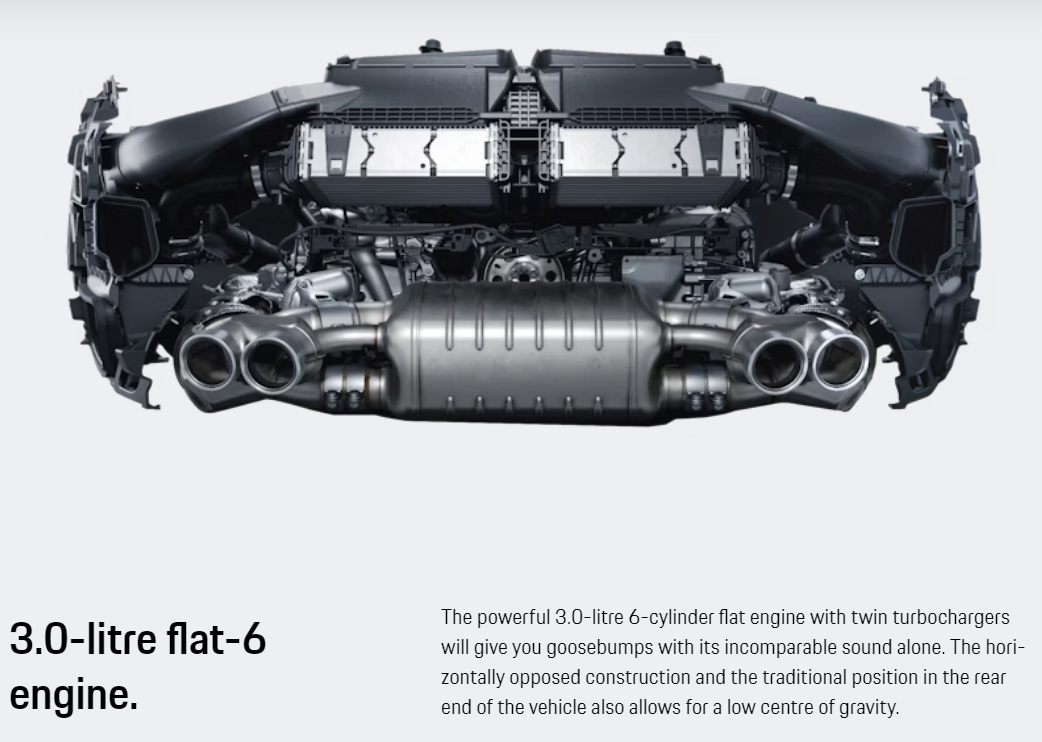 3.0-litre flat-6
engine.
The powerful 3.0-litre 6-cylinder flat engine with twin turbochargers
will give you goosebumps with its incomparable sound alone. The hori-
zontally opposed construction and the traditional position in the rear
end of the vehicle also allows for a low centre of gravity.